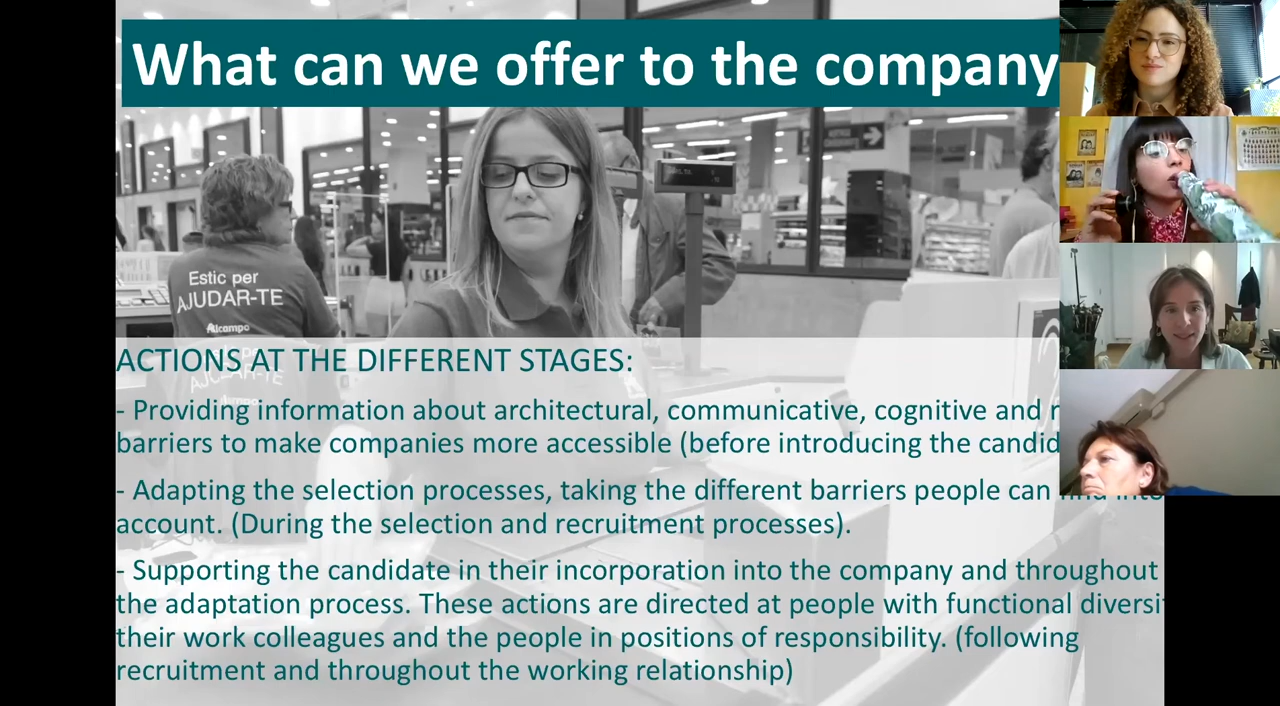 What can we offer to the company
Estic per
AJUDAR-TE
Alcampo
ACTIONS AT THE DIFFERENT STAGES:
- Providing information about architectural, communicative, cognitive and
barriers to make companies more accessible (before introducing the candid
- Adapting the selection processes, taking the different barriers people can find into
account. (During the selection and recruitment processes).
- Supporting the candidate in their incorporation into the company and throughout
the adaptation process. These actions are directed at people with functional diversit
their work colleagues and the people in positions of responsibility. (following
recruitment and throughout the working relationship)